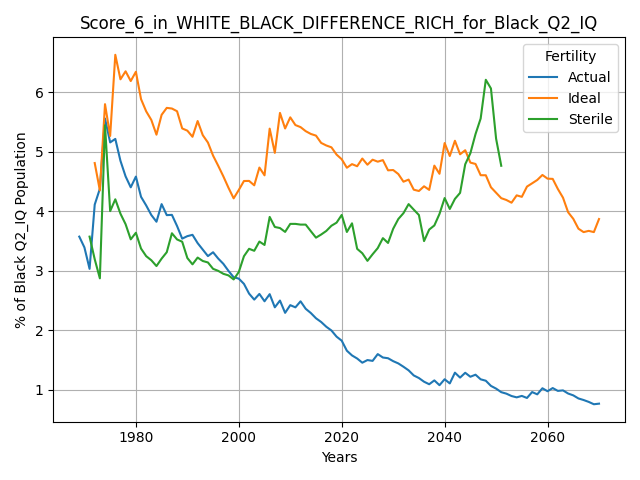 Score_6_in_WHITE_BLACK_DIFFERENCE_RICH_for_Black_Q2_IQ
Fertility
Actual
Ideal
Sterile
% of Black Q2_IQ Population
6
5
4
3
2
1
1980
2000
2020
2040
2060
Years